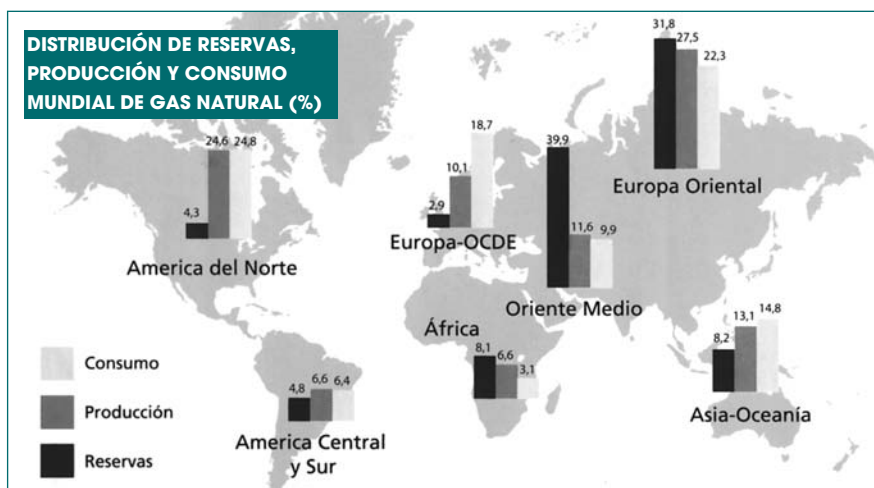 DISTRIBUCIÓN DE RESERVAS,
PRODUCCIÓN Y CONSUMO
MUNDIAL DE GAS NATURAL (%)
4,3
24,6
24,8
America del Norte
2,9
10,1
18,7
Europa-OCDE
39,9
11,6
9,9
Oriente Medio
31,8
27,5
22,3
Europa Oriental
África
8,1
6,6
3,1
8,2
13,1
14,8
Asia-Oceanía
4,8
6,6
6,4
America Central
y Sur
Consumo
Producción
Reservas